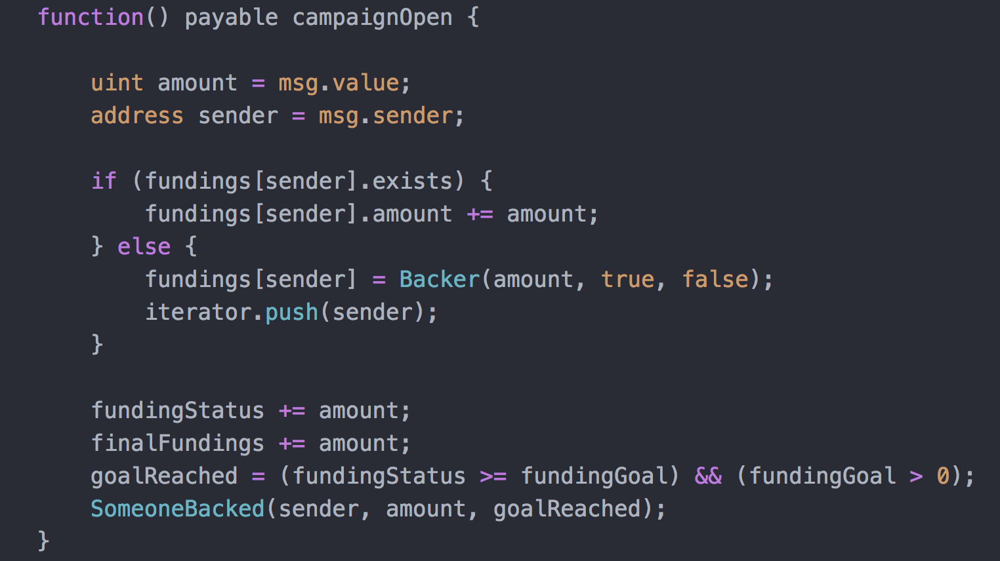 function() payable campaignOpen {
uint amount = msg.value;
address sender = msg.sender;
if (fundings[sender].exists) {
fundings[sender].amount += amount;
} else {
fundings[sender] = Backer(amount, true, false);
iterator.push(sender);
}
fundingStatus += amount;
finalFundings += amount;
goalReached = (fundingStatus >= fundingGoal) && (fundingGoal > 0);
SomeoneBacked(sender, amount, goalReached);
}